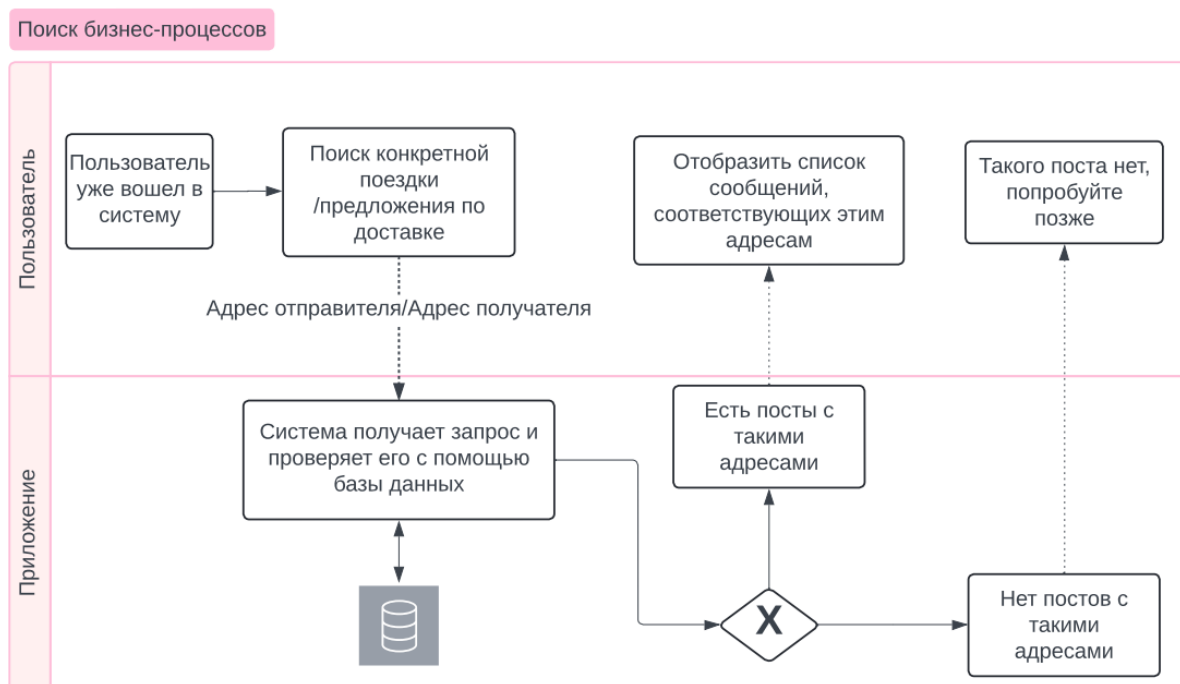 Поиск бизнес-процессов
Пользователь
Пользователь
уже вошел в
систему
Поиск конкретной
поездки
/предложения по
доставке
Отобразить список
сообщений,
соответствующих этим
адресам
Такого поста нет,
попробуйте
позже
Адрес отправителя/Адрес получателя
Приложение
Система получает запрос и
проверяет его с помощью
базы данных
Есть посты с
такими
адресами
X
Нет постов с
такими
адресами